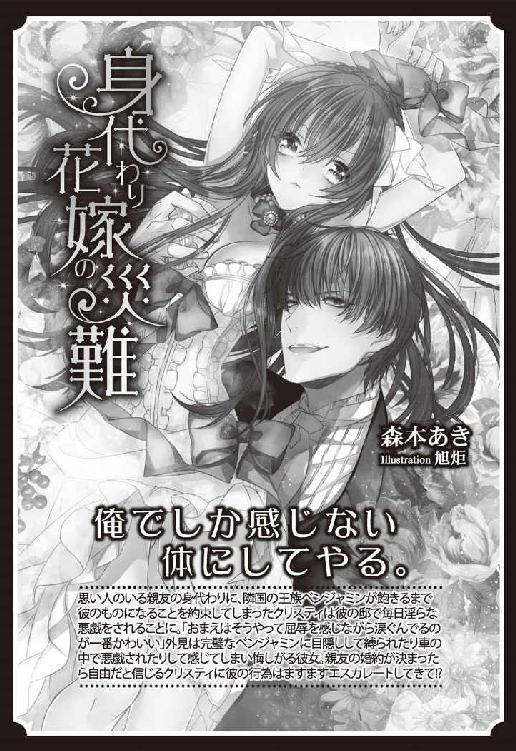 身代わり
花嫁の
災難
森本あき
Illustration 旭炬
俺でしか感じない
体にしてやる。
思い人のいる親友の身代わりに、隣国の王族ベンジャミンが飽きるまで
彼のものになることを約束してしまったクリスティは彼の邸で毎日淫らな
悪戯をされることに。「おまえはそうやって屈辱を感じながら涙ぐんでるの
が一番かわいい」外見は完璧なベンジャミンに目隠しして縛られたり車の
中で悪戯されたりして感じてしまい悔しがる彼女。親友の婚約が決まった
ら自由だと信じるクリスティに彼の行為はますますエスカレートしてきて!?